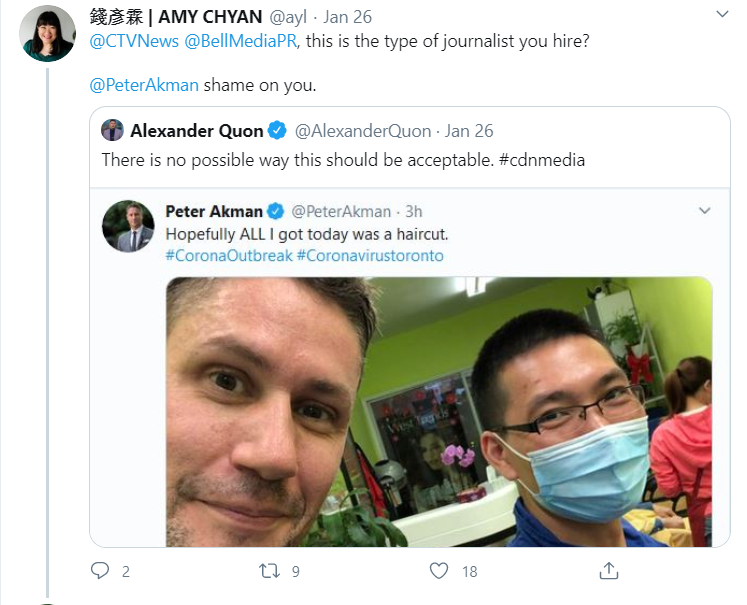 錢彥霖 | AMY CHYAN @ayl · Jan 26
@CTVNews @BellMediaPR, this is the type of journalist you hire?
@PeterAkman shame on you.
Alexander Quon @AlexanderQuon · Jan 26
There is no possible way this should be acceptable. #cdnmedia
Peter Akman @PeterAkman · 3h
Hopefully ALL I got today was a haircut.
#CoronaOutbreak #Coronavirustoronto
2 9 18